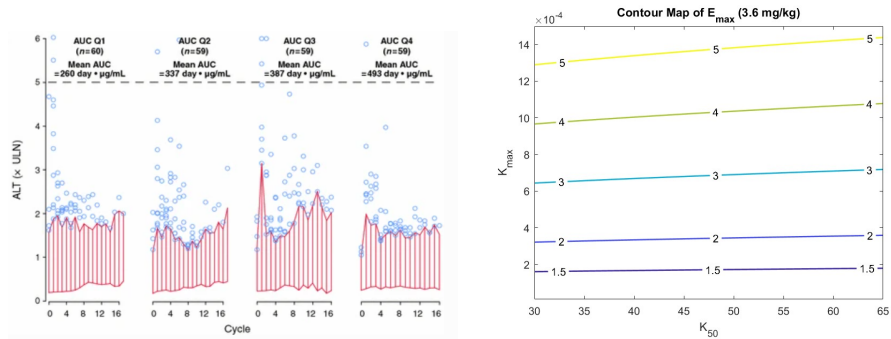 AUC Q1
(n=60)
Mean AUC
=260 day • µg/mL
AUC Q2
(n=59)
Mean AUC
=337 day • µg/mL
AUC Q3
(n=59)
Mean AUC
=387 day • µg/mL
AUC Q4
(n=59)
Mean AUC
=493 day • µg/mL
6
5
4
3
2
1
0
ALT (× ULN)
0 4 8 12 16
0 4 8 12 16
0 4 8 12 16
0 4 8 12 16
Cycle
Contour Map of Emax (3.6 mg/kg)
×10-4
14
12
10
8
6
4
2
Kmax
5 5 5
4 4 4
3 3 3
2 2 2
1.5 1.5 1.5
30 35 40 45 50 55 60 65
K50